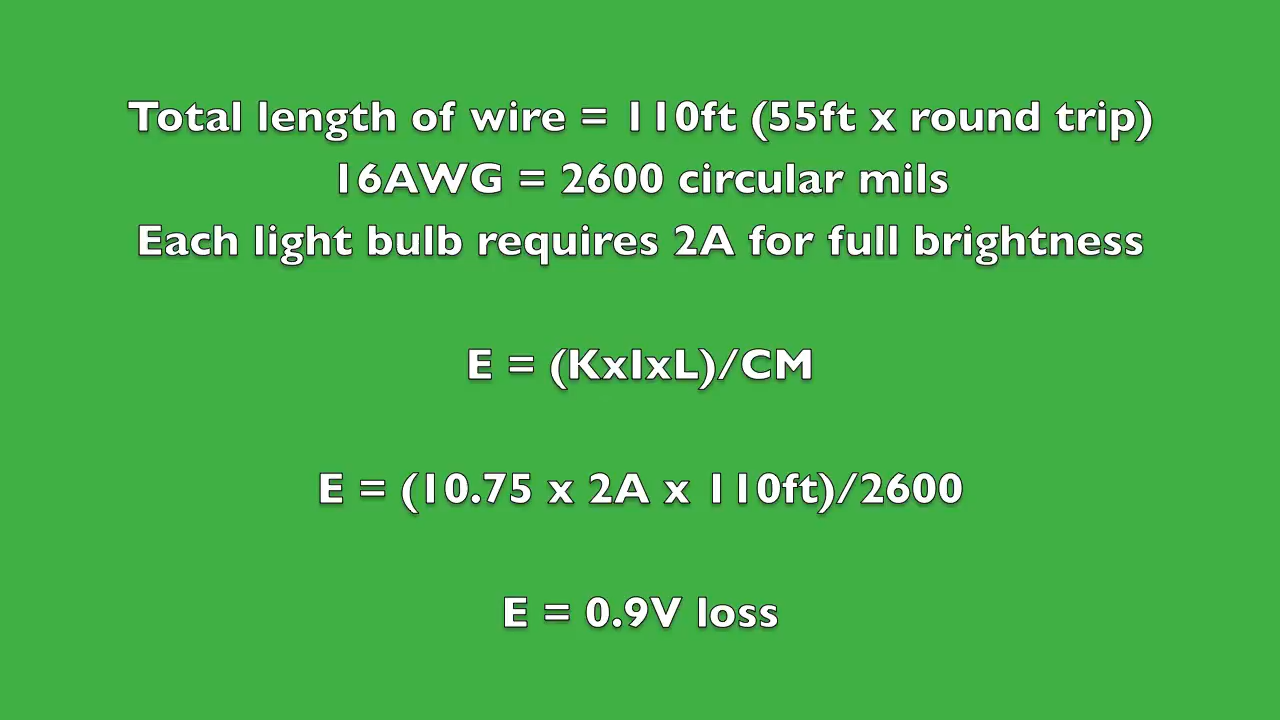 Total length of wire = 110ft (55ft x round trip)
16AWG = 2600 circular mils
Each light bulb requires 2A for full brightness
E = (KxIxL)/CM
E = (10.75 x 2A x 110ft)/2600
E = 0.9V loss